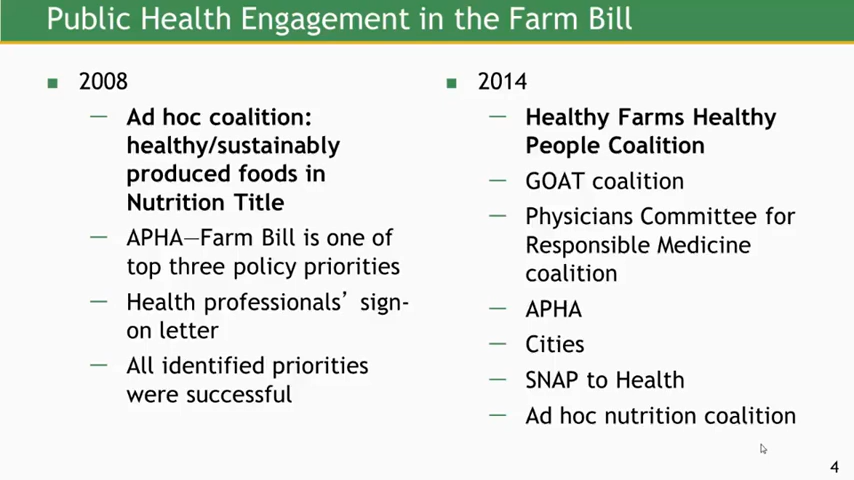 Public Health Engagement in the Farm Bill
2008
Ad hoc coalition:
healthy/sustainably
produced foods in
Nutrition Title
APHA—Farm Bill is one of
top three policy priorities
Health professionals’ sign-
on letter
All identified priorities
were successful
2014
Healthy Farms Healthy
People Coalition
GOAT coalition
Physicians Committee for
Responsible Medicine
coalition
APHA
Cities
SNAP to Health
Ad hoc nutrition coalition
4